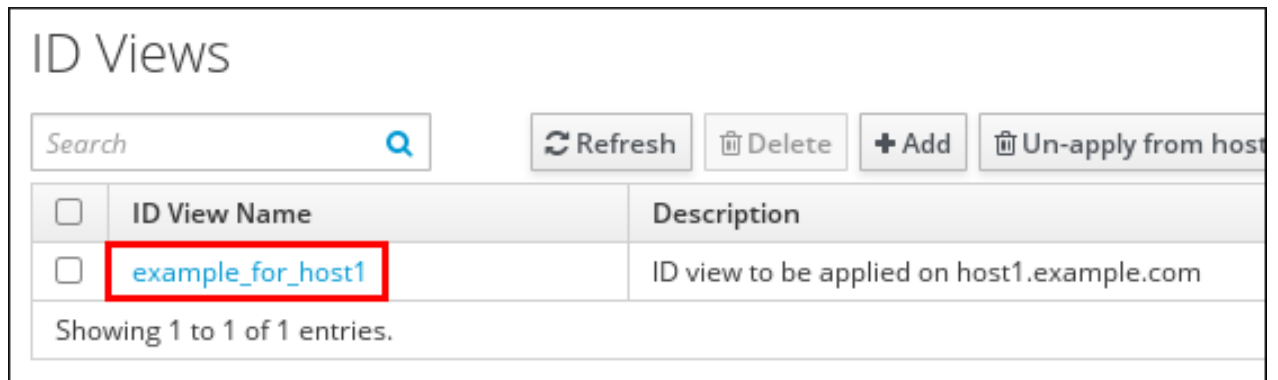 ID Views
Search Refresh Delete Add Un-apply from host
ID View Name Description
example_for_host1 ID view to be applied on host1.example.com
Showing 1 to 1 of 1 entries.